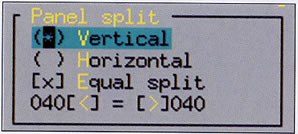 Panel split
(*) Vertical
( ) Horizontal
[x] Equal split
040[<] = [>]040